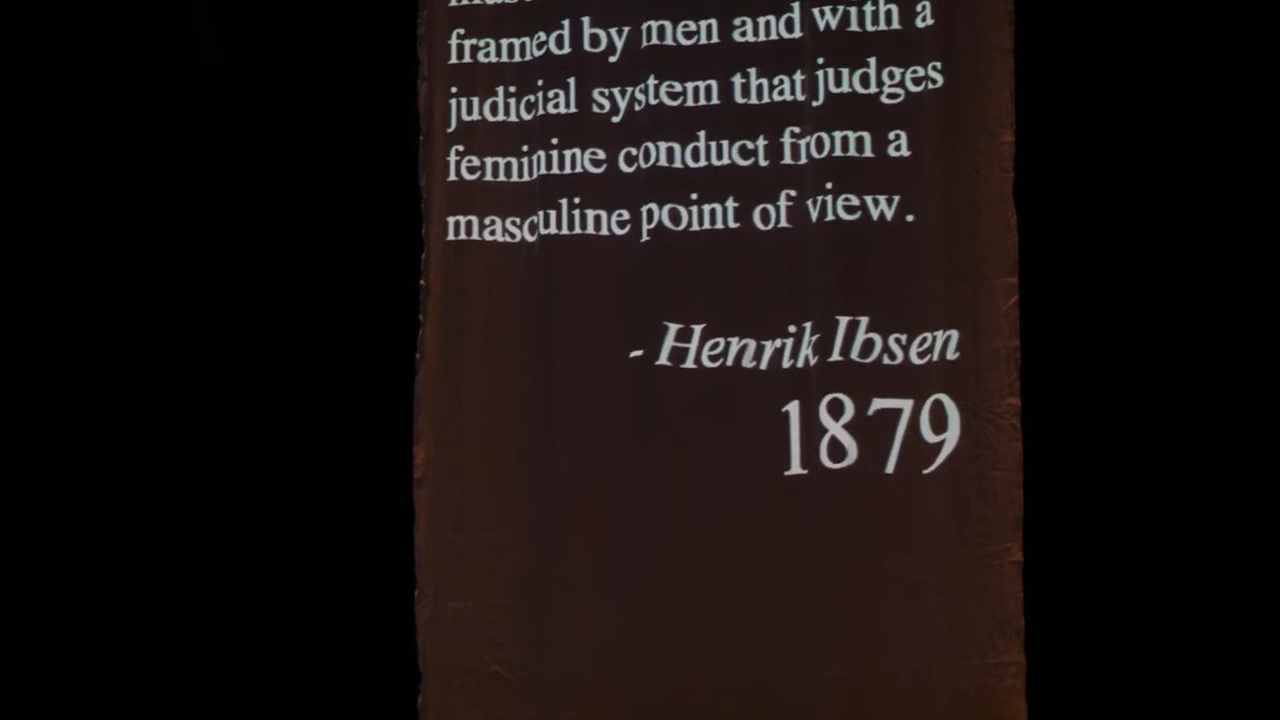 framed by men and with a
judicial system that judges
feminine conduct from a
masculine point of view.
- Henrik Ibsen
1879